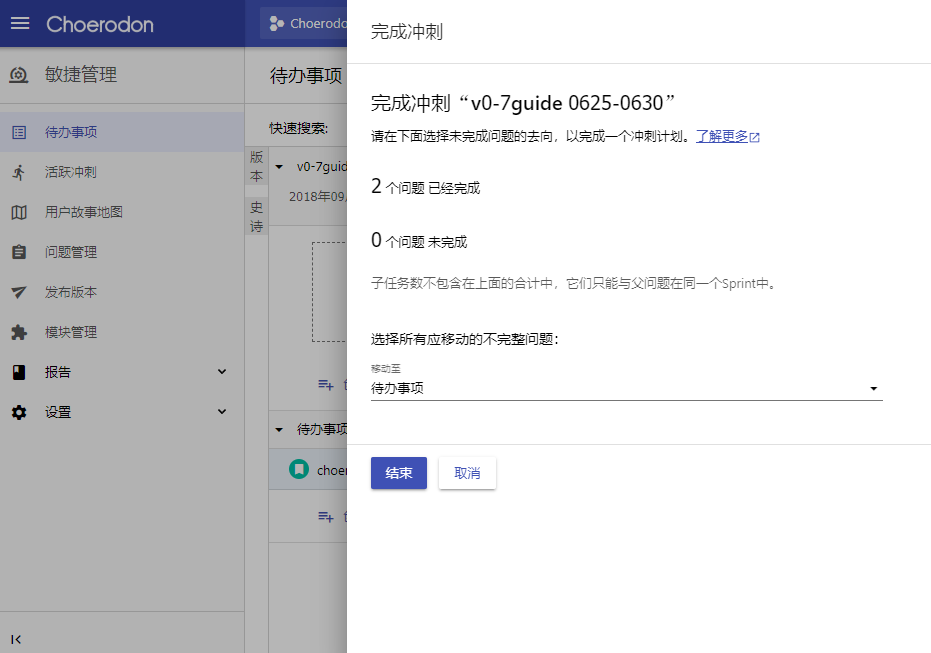 Choerodon
敏捷管理
待办事项
活跃冲刺
用户故事地图
问题管理
发布版本
模块管理
报告
设置
待办事项
快速搜索:
版本
史诗
v0-7guid
2018年09
待办事项
choer
完成冲刺
完成冲刺“v0-7guide 0625-0630”
请在下面选择未完成问题的去向，以完成一个冲刺计划。了解更多
2 个问题 已经完成
0 个问题 未完成
子任务数不包含在上面的合计中，它们只能与父问题在同一个Sprint中。
选择所有应移动的不完整问题:
移动至
待办事项
结束 取消